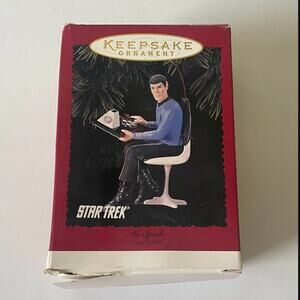 KEEPSAKE
ORNAMENT
STAR TREK
Mr. Spock